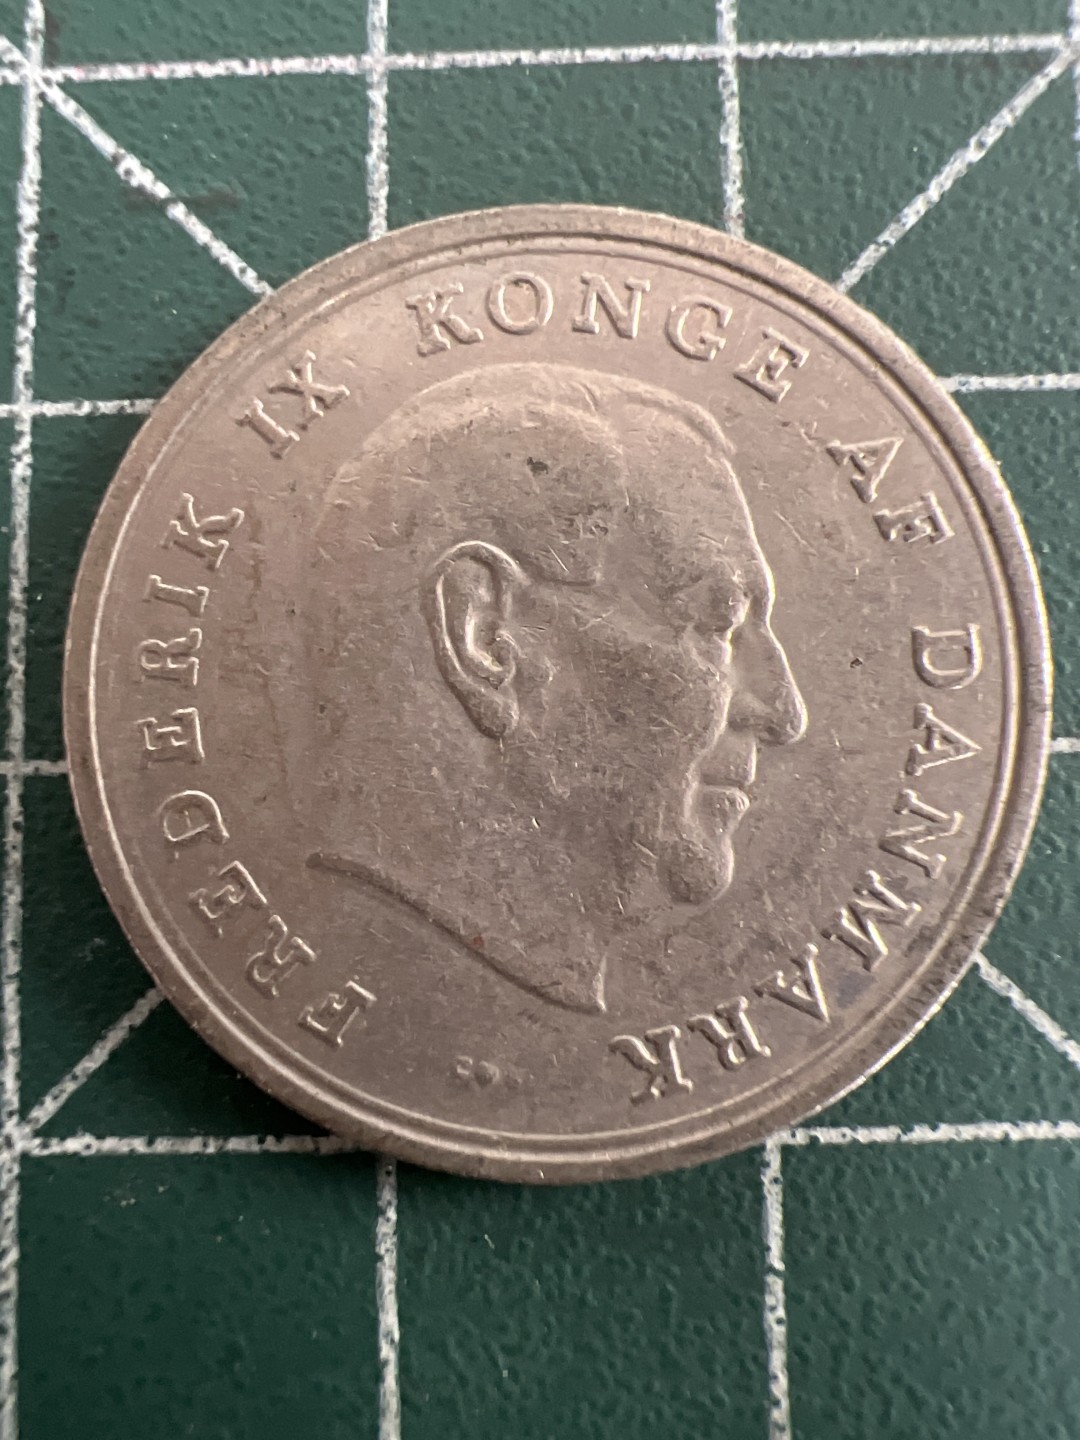 FREDERIK IX KONGE AF DANMARK